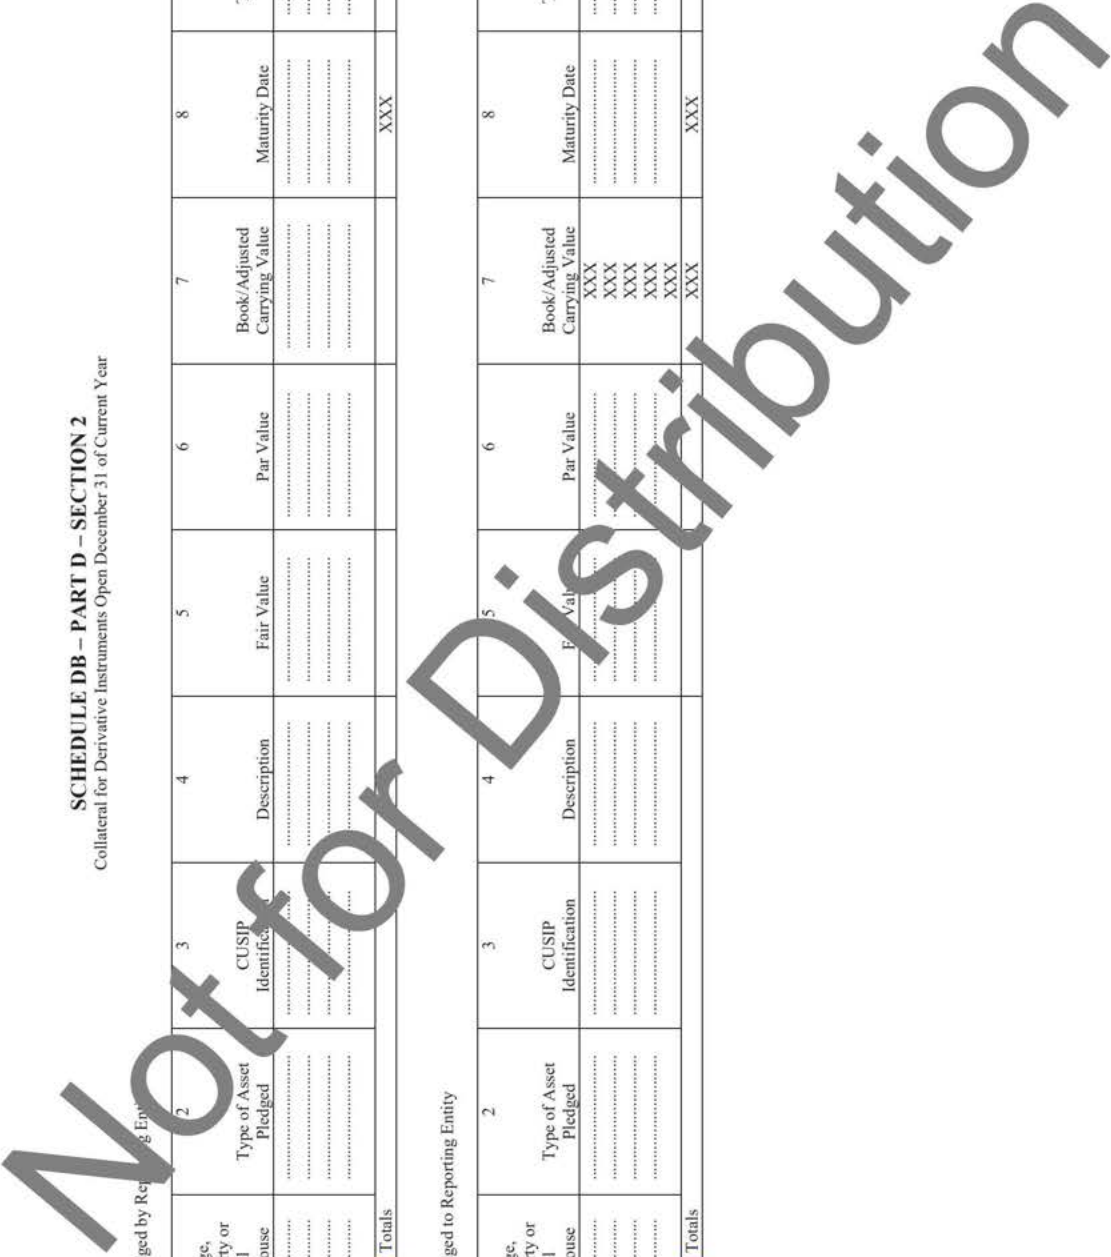 SCHEDULE DB – PART D – SECTION 2
Collateral for Derivative Instruments Open December 31 of Current Year
ged by
2 3 4 5 6 7 8
Type of Asset Pledged CUSIP Description Fair Value Par Value Book/Adjusted Carrying Value Maturity Date
Totals XXX
ged to Reporting Entity
2 3 4 5 6 7 8
Type of Asset Pledged CUSIP Identification Description Par Value Book/Adjusted Carrying Value Maturity Date
XXX
XXX
XXX
XXX
XXX
Totals XXX XXX
Not for Distribution